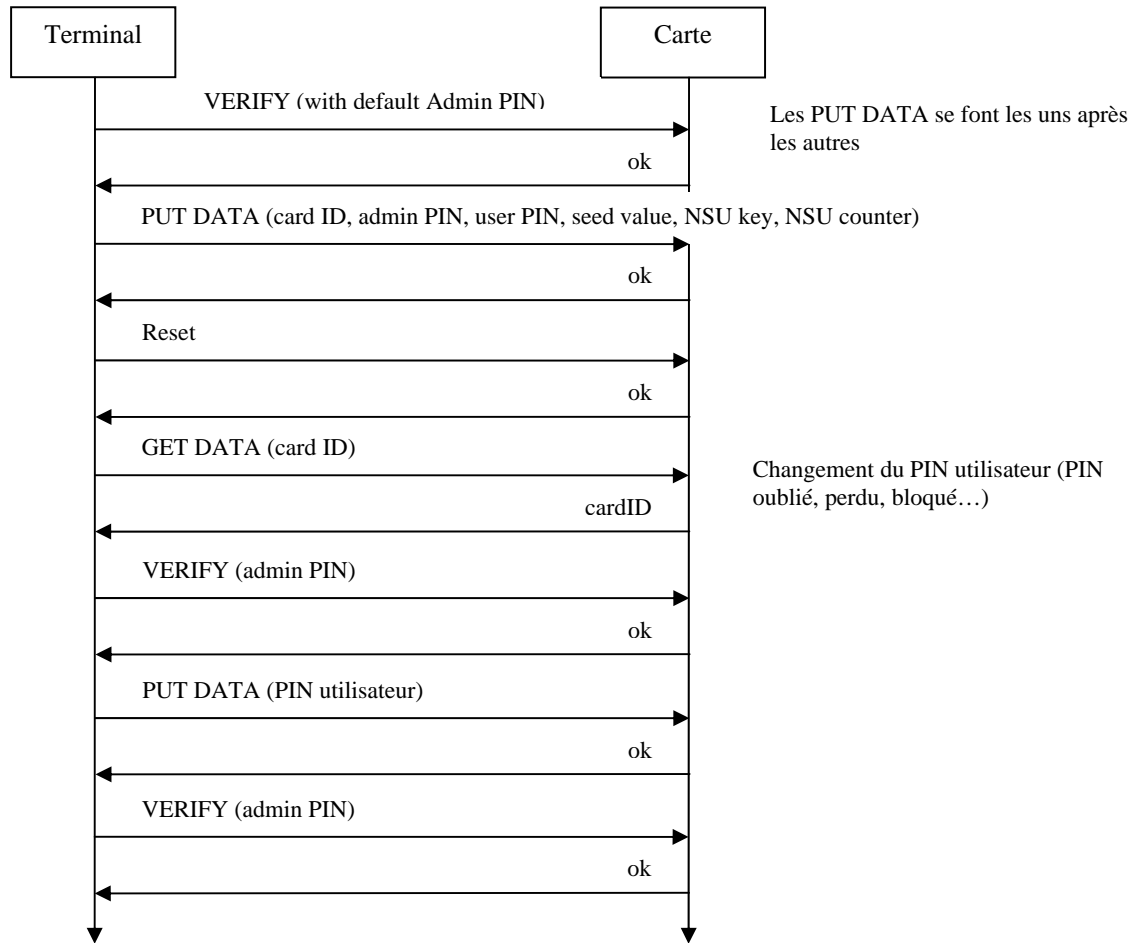 Terminal
Carte
VERIFY (with default Admin PIN)
Les PUT DATA se font les uns après
les autres
ok
PUT DATA (card ID, admin PIN, user PIN, seed value, NSU key, NSU counter)
ok
Reset
ok
GET DATA (card ID)
Changement du PIN utilisateur (PIN
oublié, perdu, bloqué…)
cardID
VERIFY (admin PIN)
ok
PUT DATA (PIN utilisateur)
ok
VERIFY (admin PIN)
ok